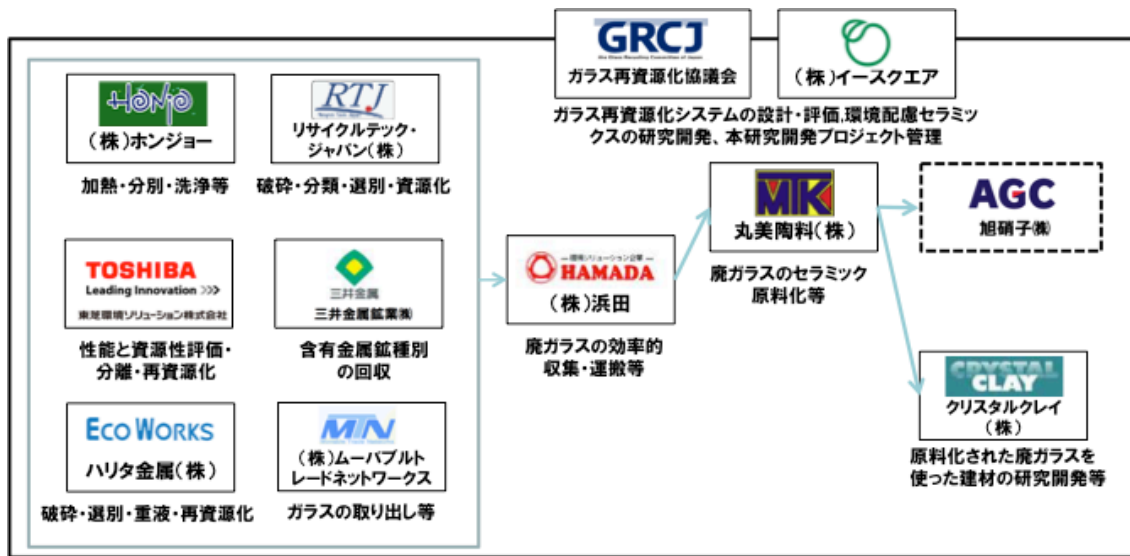 GRCJ
ガラス再資源化協議会
(株)イースクエア
ガラス再資源化システムの設計・評価,環境配慮セラミッ
クスの研究開発、本研究開発プロジェクト管理
HONJO
(株)ホンジョー
加熱・分別・洗浄等
RTJ
リサイクルテック・
ジャパン(株)
破砕・分類・選別・資源化
TOSHIBA
Leading Innovation >>>
東芝環境ソリューション株式会社
性能と資源性評価・
分離・再資源化
三井金属
三井金属鉱業㈱
含有金属鉱種別
の回収
ECO WORKS
ハリタ金属(株)
破砕・選別・重液・再資源化
MTN
(株)ムーバブルト
レードネットワークス
ガラスの取り出し等
環境ソリューション企業
HAMADA
(株)浜田
廃ガラスの効率的
収集・運搬等
MTK
丸美陶料(株)
廃ガラスのセラミック
原料化等
AGC
旭硝子㈱
CRYSTAL
CLAY
クリスタルクレイ
(株)
原料化された廃ガラスを
使った建材の研究開発等